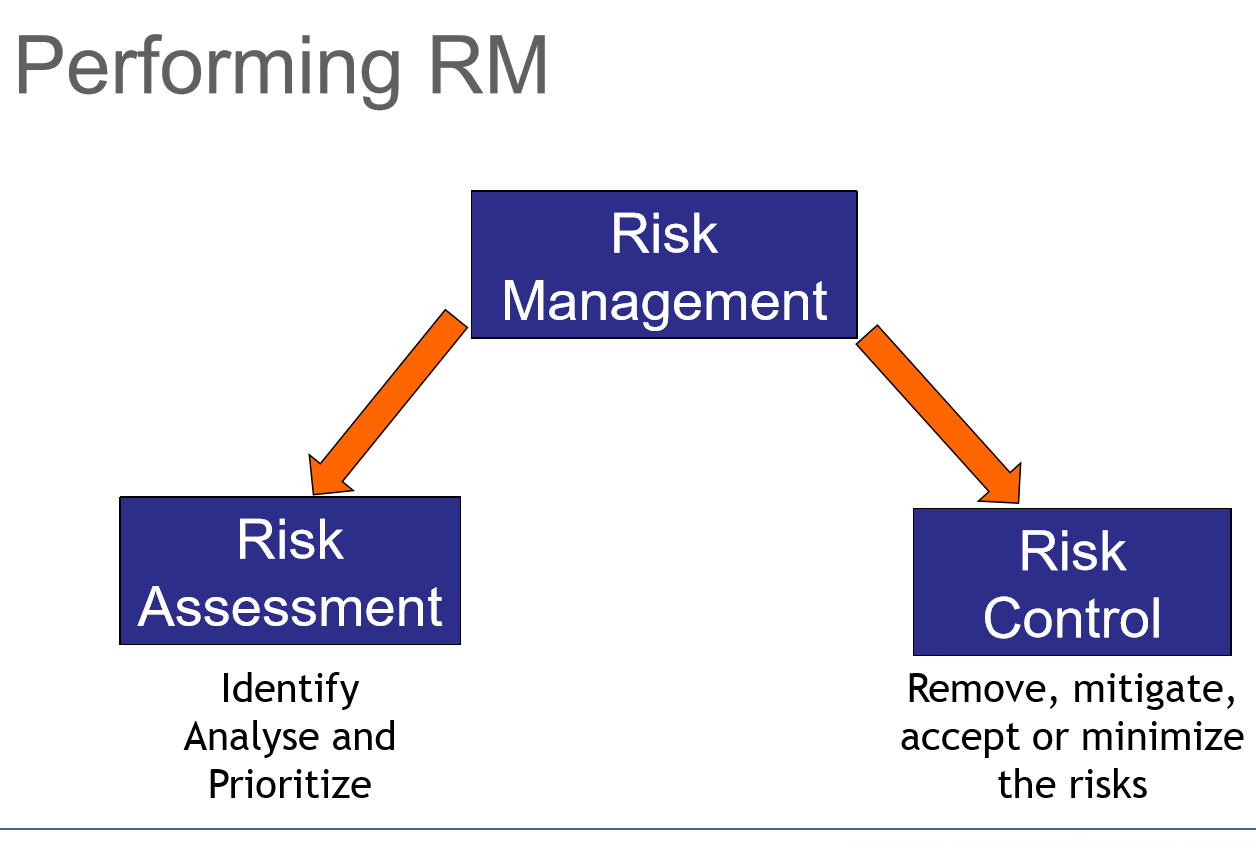 Performing RM
Risk
Management
Risk
Assessment
Identify
Analyse and
Prioritize
Risk
Control
Remove, mitigate,
accept or minimize
the risks